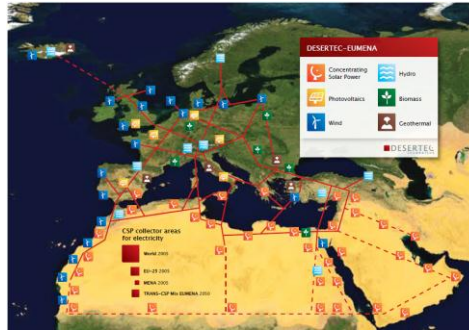 DESERTEC-EUMENA
Concentrating
Solar Power
Hydro
Photovoltaics
Biomass
Wind
Geothermal
DESERTEC
CSP collector areas
for electricity
World 2005
EU-25 2005
MENA 2005
TRANS-CSP Mix EUMENA 2050